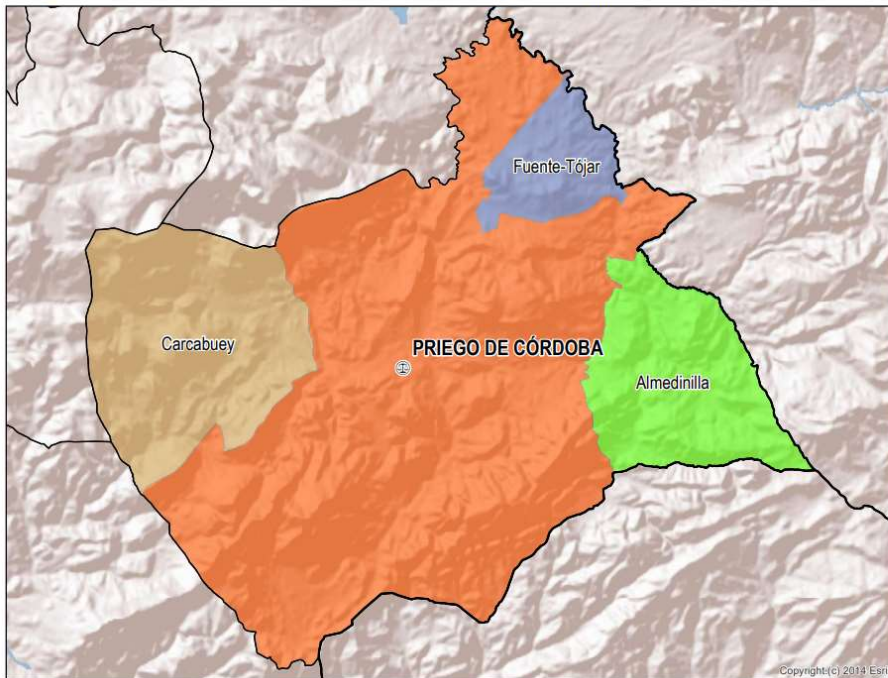 Fuente-Tójar
Carcabuey
PRIEGO DE CÓRDOBA
Almedinilla
Copyright:(c) 2014 Esri